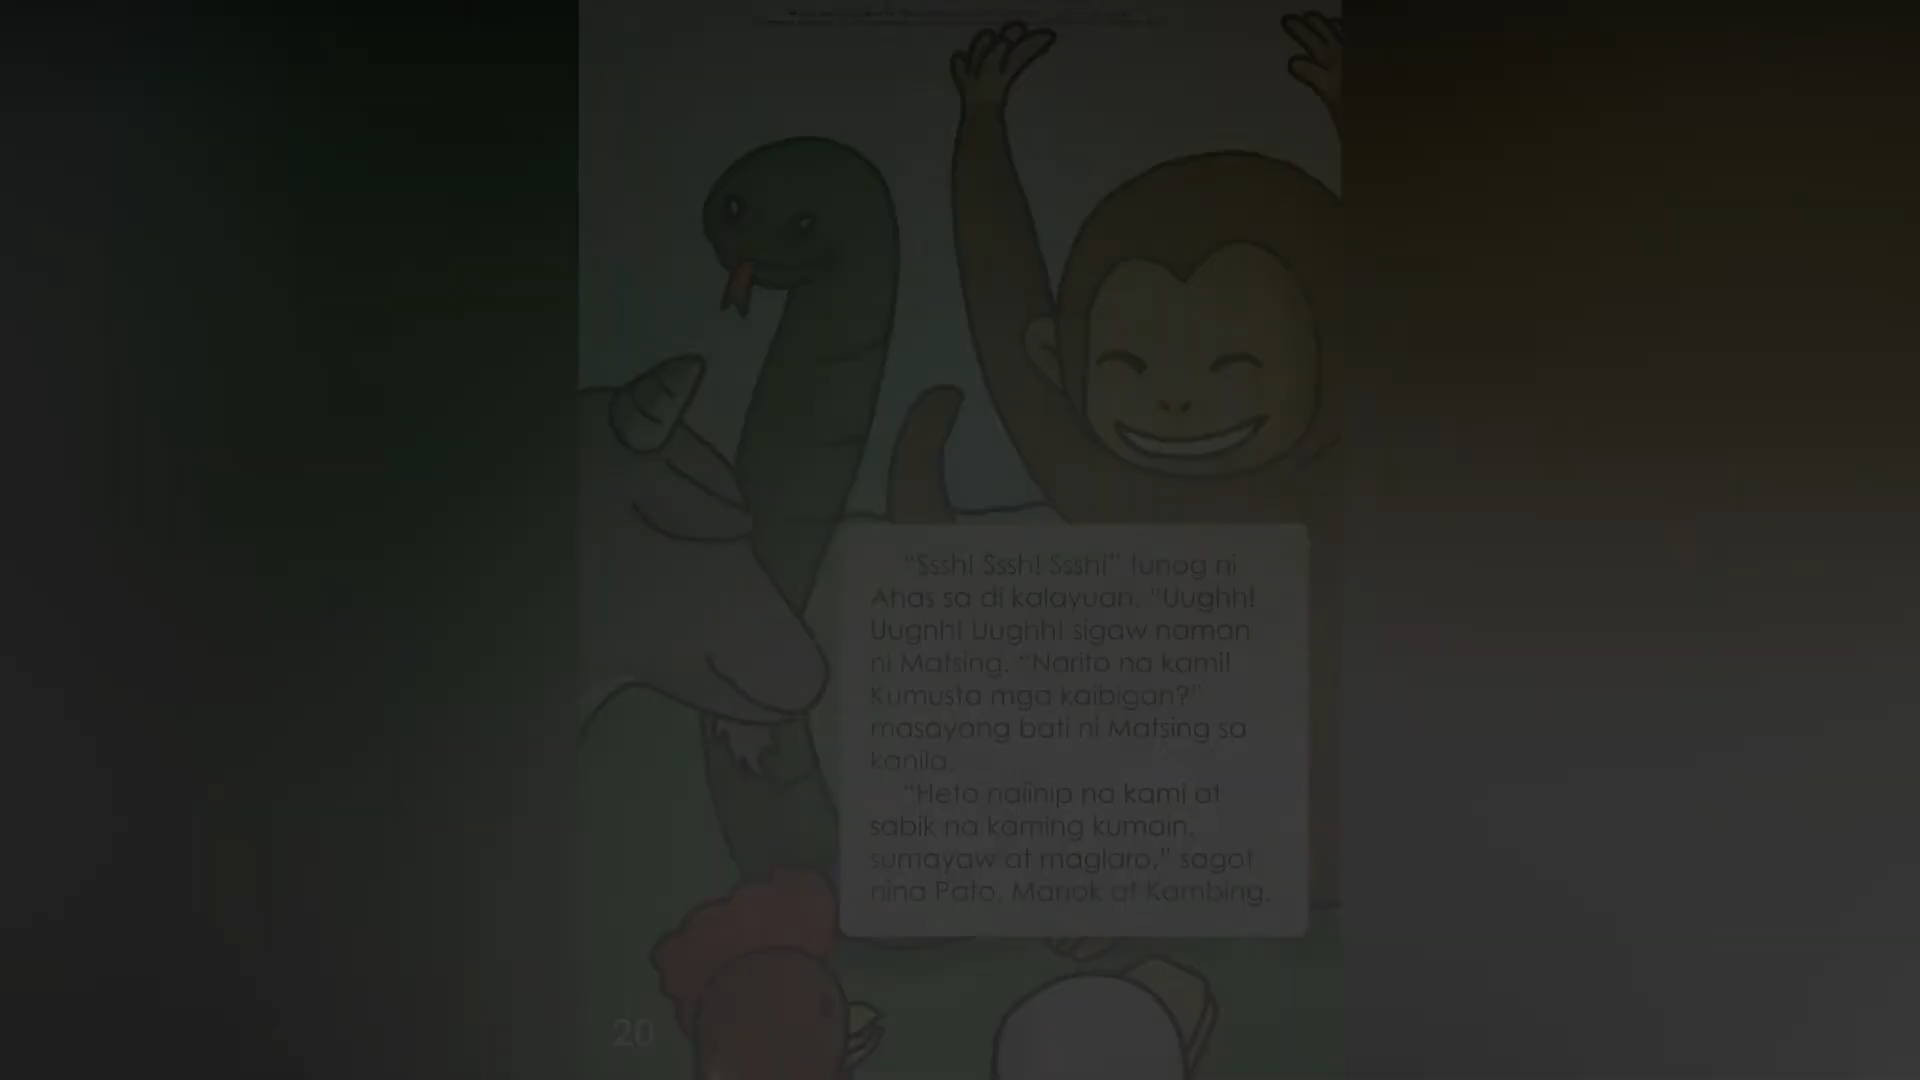 "Sssh! Sssh! Sssh!" tunog ni
Ahas sa di kalayuan. "Uughh!
Uughh! Uughh! sigaw naman
ni Matsing. "Narito na kami!
Kumusta mga kaibigan?"
masayang bati ni Matsing sa
kanila.
"Heto naiinip na kami at
sabik na kaming kumain,
sumayaw at maglaro," sagot
nina Pato, Manok at Kambing.
20